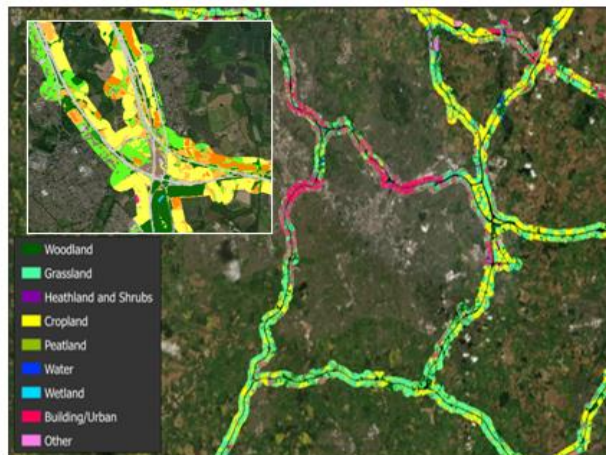 Woodland
Grassland
Heathland and Shrubs
Cropland
Peatland
Water
Wetland
Building/Urban
Other